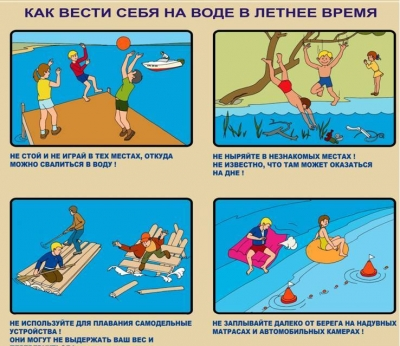 КАК ВЕСТИ СЕБЯ НА ВОДЕ В ЛЕТНЕЕ ВРЕМЯ
НЕ СТОЙ И НЕ ИГРАЙ В ТЕХ МЕСТАХ, ОТКУДА
МОЖНО СВАЛИТЬСЯ В ВОДУ !
НЕ НЫРЯЙТЕ В НЕЗНАКОМЫХ МЕСТАХ !
НЕ ИЗВЕСТНО, ЧТО ТАМ МОЖЕТ ОКАЗАТЬСЯ
НА ДНЕ !
НЕ ИСПОЛЬЗУЙТЕ ДЛЯ ПЛАВАНИЯ САМОДЕЛЬНЫЕ
УСТРОЙСТВА !
ОНИ МОГУТ НЕ ВЫДЕРЖАТЬ ВАШ ВЕС И
НЕ ЗАПЛЫВАЙТЕ ДАЛЕКО ОТ БЕРЕГА НА НАДУВНЫХ
МАТРАСАХ И АВТОМОБИЛЬНЫХ КАМЕРАХ !